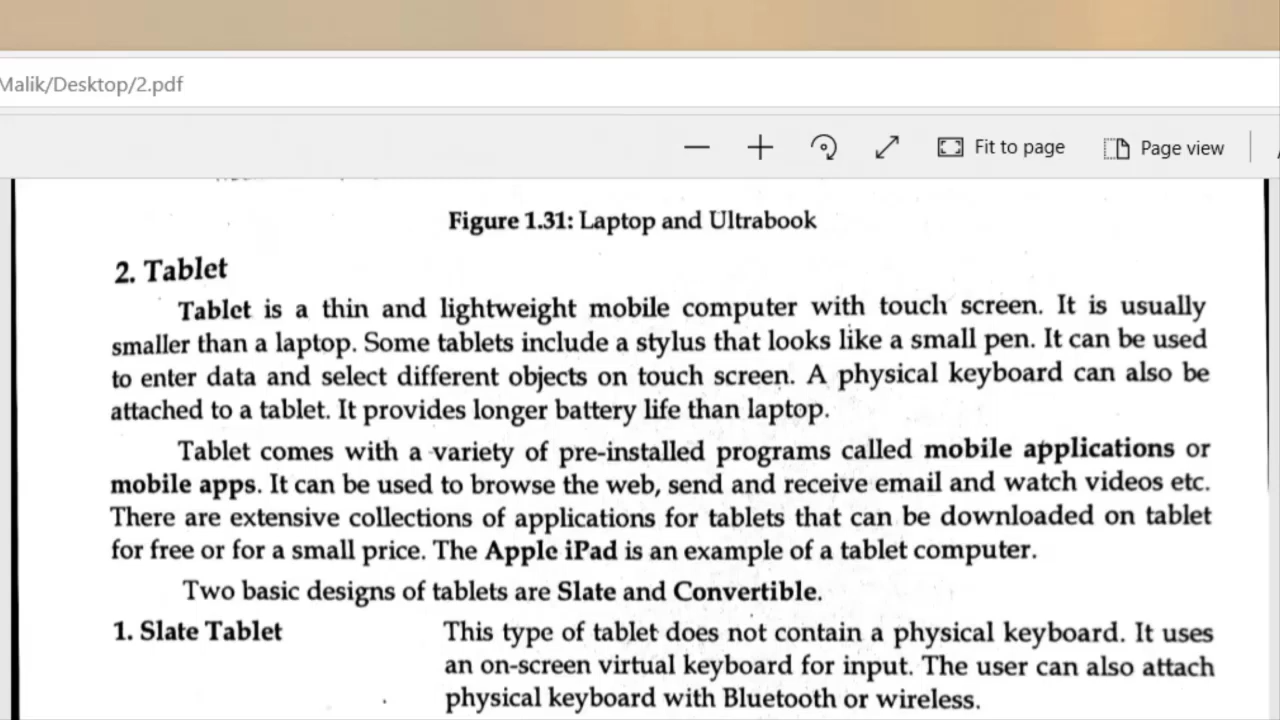 Malik/Desktop/2.pdf
Fit to page
Page view
Figure 1.31: Laptop and Ultrabook
2. Tablet
Tablet is a thin and lightweight mobile computer with touch screen. It is usually
smaller than a laptop. Some tablets include a stylus that looks like a small pen. It can be used
to enter data and select different objects on touch screen. A physical keyboard can also be
attached to a tablet. It provides longer battery life than laptop.
Tablet comes with a variety of pre-installed programs called mobile applications or
mobile apps. It can be used to browse the web, send and receive email and watch videos etc.
There are extensive collections of applications for tablets that can be downloaded on tablet
for free or for a small price. The Apple iPad is an example of a tablet computer.
Two basic designs of tablets are Slate and Convertible.
1. Slate Tablet
This type of tablet does not contain a physical keyboard. It uses
an on-screen virtual keyboard for input. The user can also attach
physical keyboard with Bluetooth or wireless.